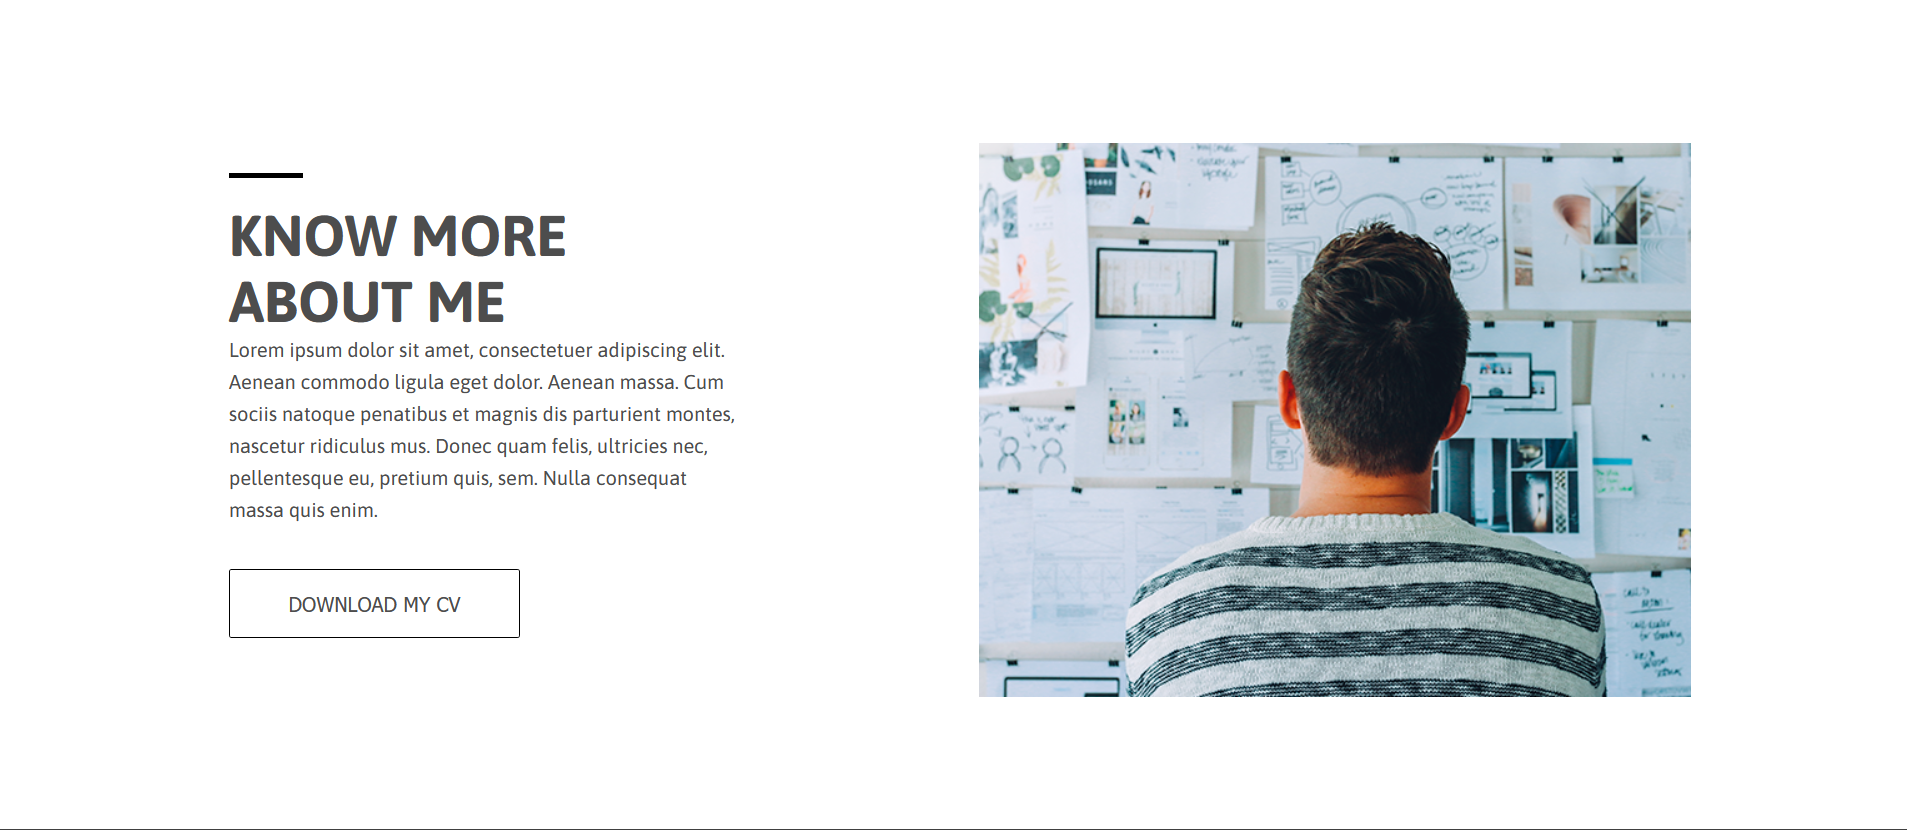 KNOW MORE
ABOUT ME
Lorem ipsum dolor sit amet, consectetuer adipiscing elit.
Aenean commodo ligula eget dolor. Aenean massa. Cum
sociis natoque penatibus et magnis dis parturient montes,
nascetur ridiculus mus. Donec quam felis, ultricies nec,
pellentesque eu, pretium quis, sem. Nulla consequat
massa quis enim.
DOWNLOAD MY CV